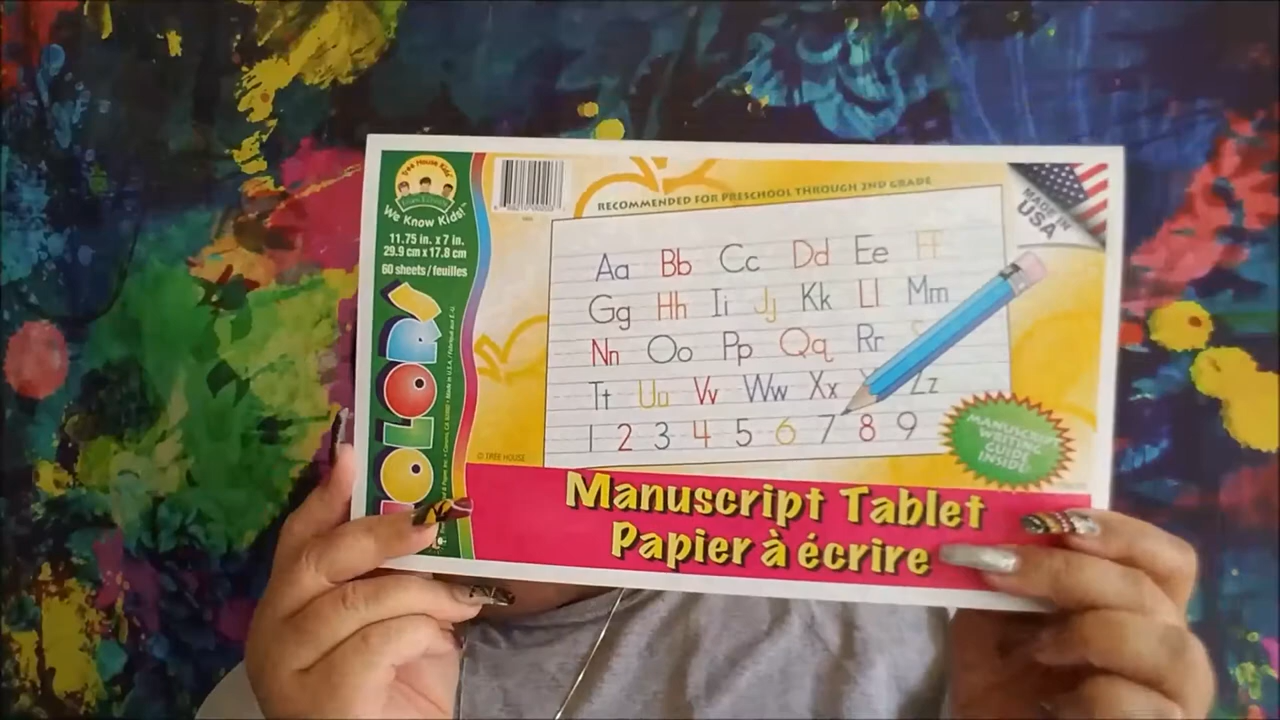 Tree House Kids
We Know Kids!
11.75 in. x 7 in.
29.9 cm x 17.8 cm
60 sheets / feuilles
COLORS
RECOMMENDED FOR PRESCHOOL THROUGH 2ND GRADE
MADE IN
USA
Aa Bb Cc Dd Ee Ff
Gg Hh Ii Jj Kk Ll Mm
Nn Oo Pp Qq Rr S
Tt Uu Vv Ww Xx Zz
1 2 3 4 5 6 7 8 9
© TREE HOUSE
MANUSCRIPT
WRITING
GUIDE
INSIDE
Manuscript Tablet
Papier à écrire